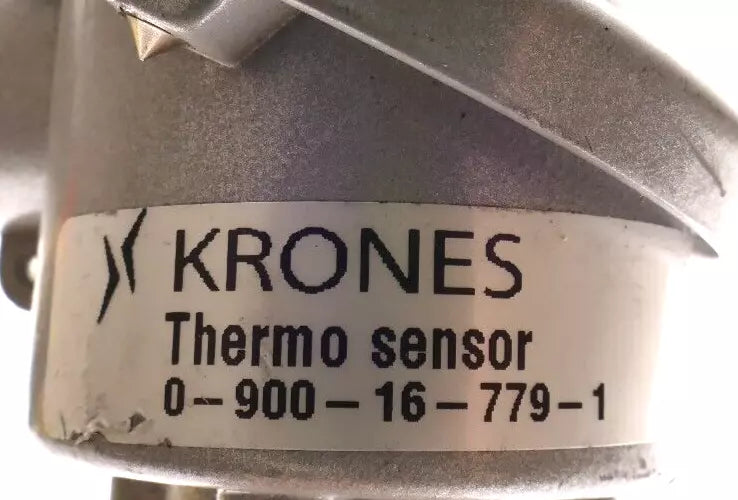 KRONES
Thermo sensor
0-900-16-779-1